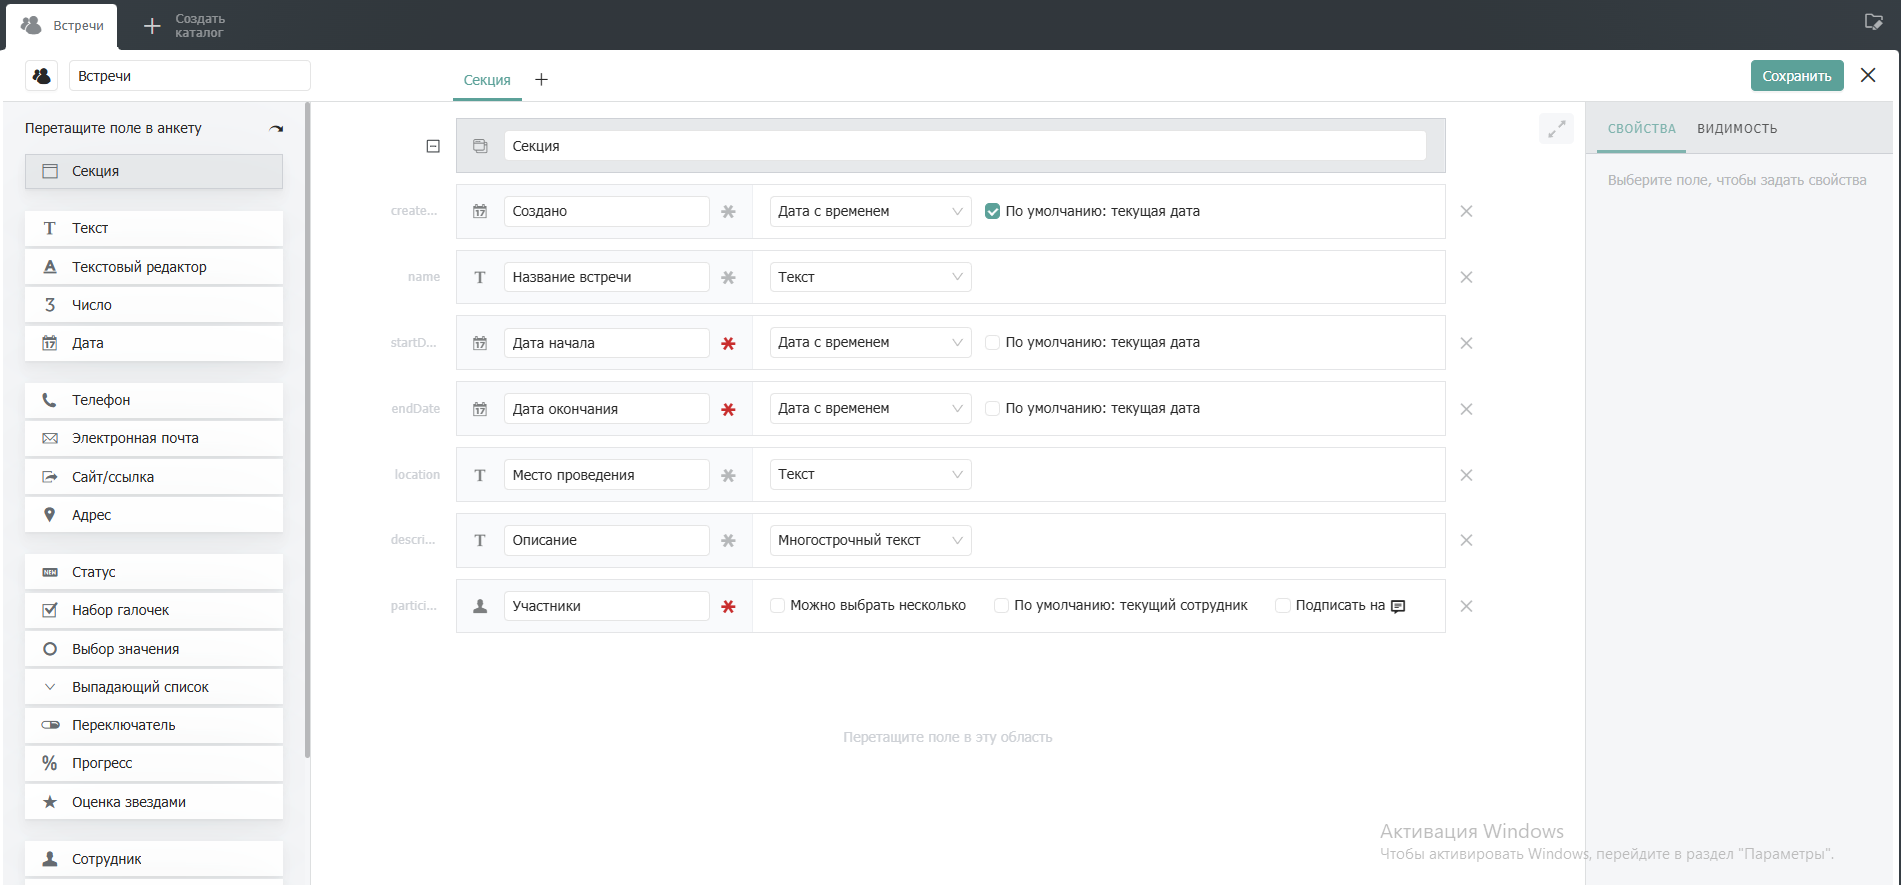 Встречи
Создать
каталог
Встречи
Секция
Сохранить
Перетащите поле в анкету
Секция
Текст
Текстовый редактор
Число
Дата
Телефон
Электронная почта
Сайт/ссылка
Адрес
Статус
Набор галочек
Выбор значения
Выпадающий список
Переключатель
Прогресс
Оценка звездами
Сотрудник
Секция
create... Создано Дата с временем По умолчанию: текущая дата
name Название встречи Текст
startD... Дата начала Дата с временем По умолчанию: текущая дата
endDate Дата окончания Дата с временем По умолчанию: текущая дата
location Место проведения Текст
descri... Описание Многострочный текст
partici... Участники Можно выбрать несколько По умолчанию: текущий сотрудник Подписать на
Перетащите поле в эту область
СВОЙСТВА ВИДИМОСТЬ
Выберите поле, чтобы задать свойства
Активация Windows
Чтобы активировать Windows, перейдите в раздел "Параметры".